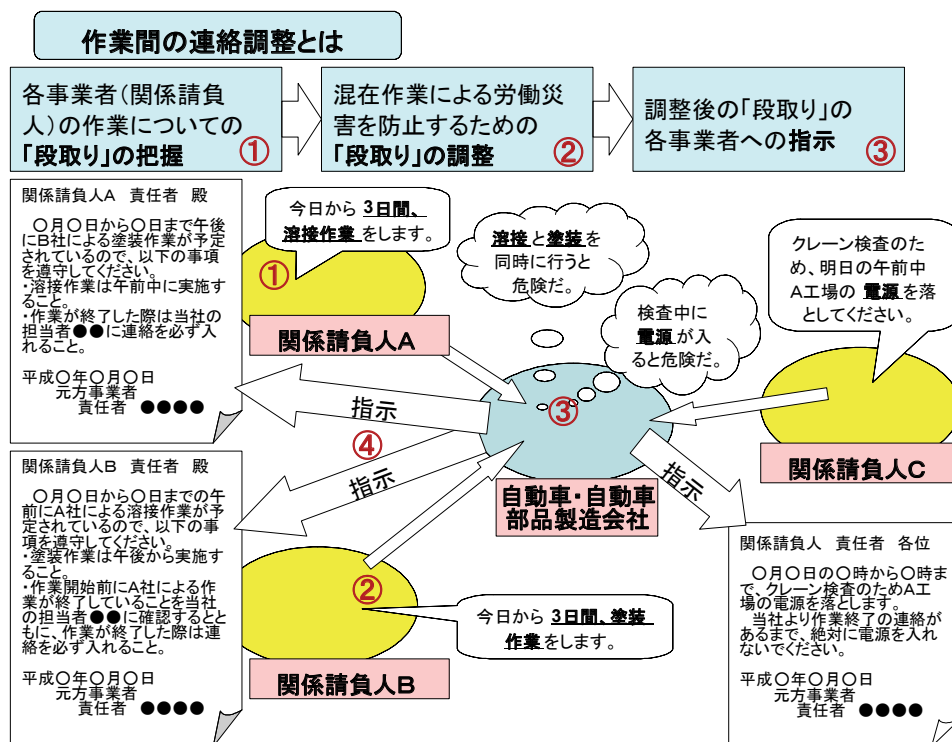 作業間の連絡調整とは
各事業者(関係請負
人)の作業についての
「段取り」の把握 ①
混在作業による労働災
害を防止するための
「段取り」の調整 ②
調整後の「段取り」の
各事業者への指示 ③
関係請負人A 責任者 殿
○月○日から○日まで午後
にB社による塗装作業が予定
されているので、以下の事項
を遵守してください。
・溶接作業は午前中に実施す
ること。
・作業が終了した際は当社の
担当者●●に連絡を必ず入
れること。
平成○年○月○日
元方事業者
責任者 ●●●●
今日から 3日間、
溶接作業 をします。
①
関係請負人A
溶接と塗装を
同時に行うと
危険だ。
検査中に
電源が入
ると危険だ。
クレーン検査のた
め、明日の午前中
A工場の 電源 を落
としてください。
関係請負人C
③
自動車・自動車
部品製造会社
指示
④
指示
指示
関係請負人B 責任者 殿
○月○日から○日までの午
前にA社による溶接作業が予
定されているので、以下の事
項を遵守してください。
・塗装作業は午後から実施す
ること。
・作業開始前にA社による作
業が終了していることを当社
の担当者●●に確認するとと
もに、作業が終了した際は連
絡を必ず入れること。
平成○年○月○日
元方事業者
責任者 ●●●●
②
今日から 3日間、塗装
作業をします。
関係請負人B
関係請負人 責任者 各位
○月○日の○時から○時ま
で、クレーン検査のためA工
場の電源を落とします。
当社より作業終了の連絡が
あるまで、絶対に電源を入れ
ないでください。
平成○年○月○日
元方事業者
責任者 ●●●●